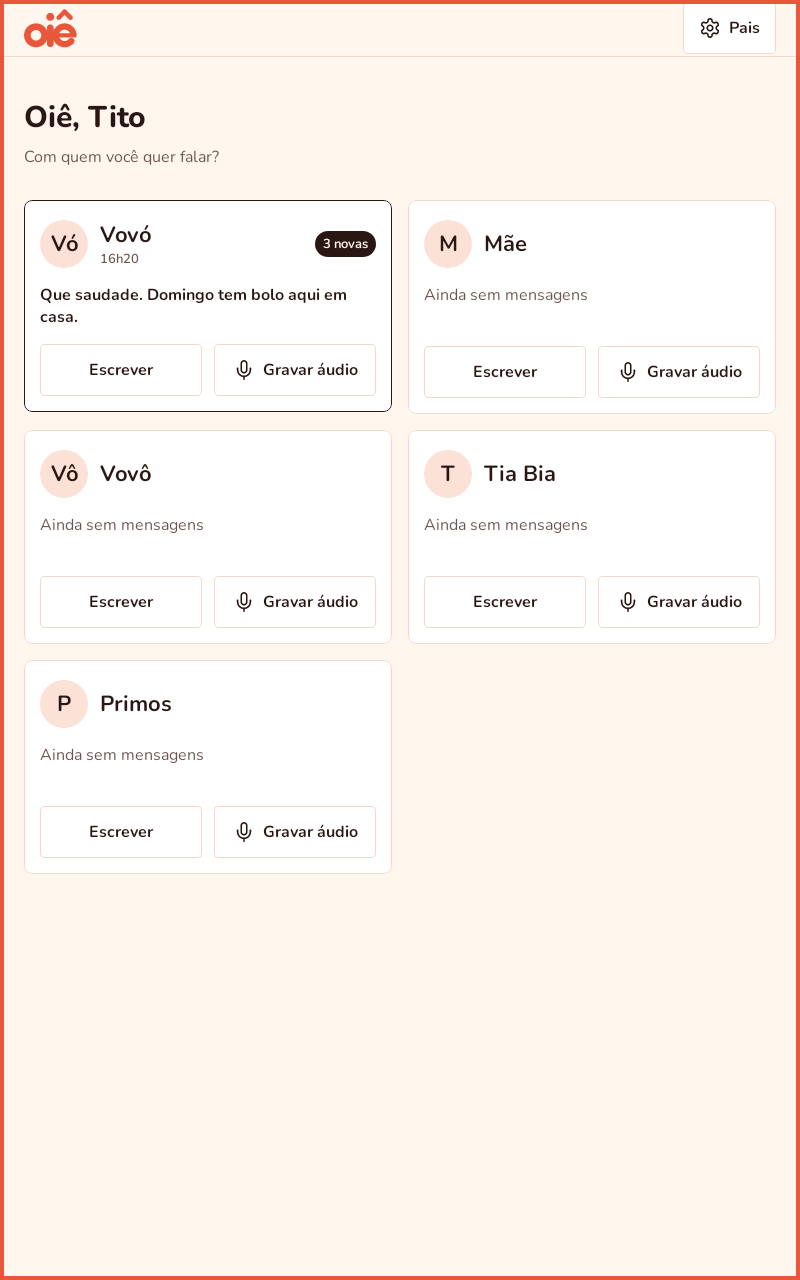 oiê
Pais
Oiê, Tito
Com quem você quer falar?
Vó
Vovó
16h20
3 novas
Que saudade. Domingo tem bolo aqui em
casa.
Escrever
Gravar áudio
M
Mãe
Ainda sem mensagens
Escrever
Gravar áudio
Vô
Vovô
Ainda sem mensagens
Escrever
Gravar áudio
T
Tia Bia
Ainda sem mensagens
Escrever
Gravar áudio
P
Primos
Ainda sem mensagens
Escrever
Gravar áudio